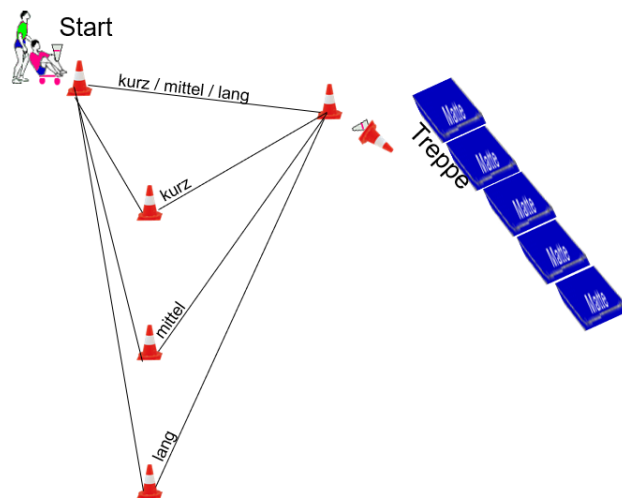 Start
kurz / mittel / lang
kurz
mittel
lang
Treppe
Matte
Matte
Matte
Matte
Matte